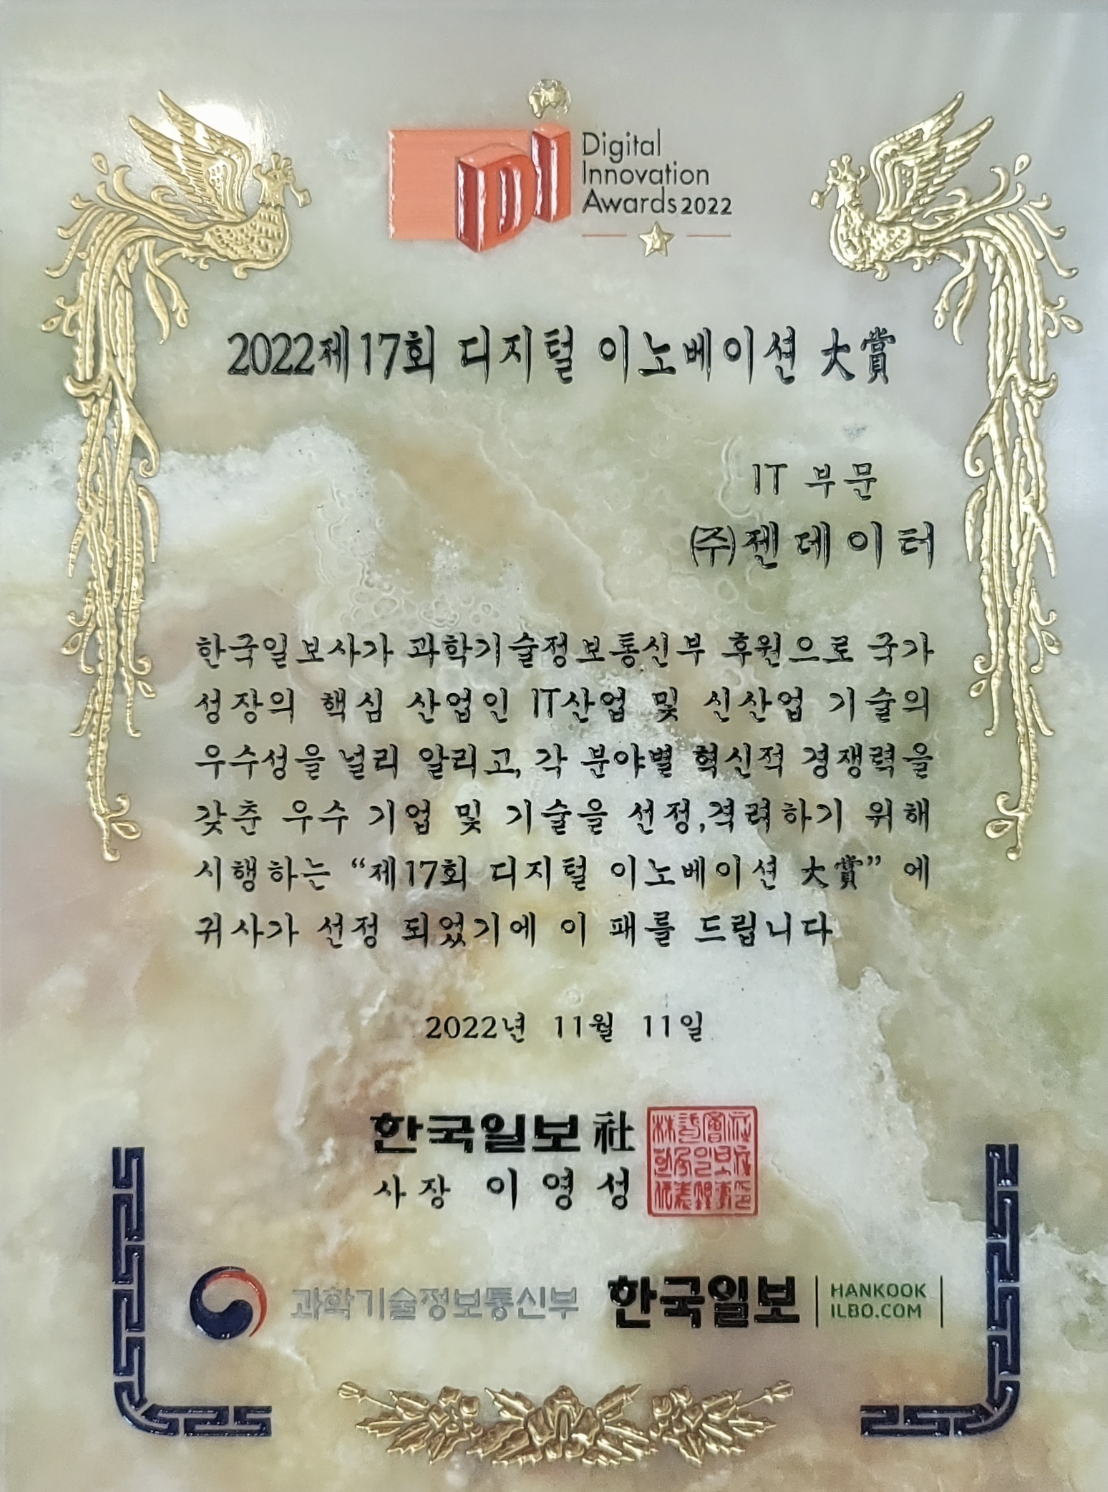 Digital
Innovation
Awards2022
2022제17회 디지털 이노베이션 大賞
IT 부문
㈜젠데이터
한국일보사가 과학기술정보통신부 후원으로 국가
성장의 핵심 산업인 IT산업 및 신산업 기술의
우수성을 널리 알리고, 각 분야별 혁신적 경쟁력을
갖춘 우수 기업 및 기술을 선정,격려하기 위해
시행하는 “제17회 디지털 이노베이션 大賞” 에
귀사가 선정 되었기에 이 패를 드립니다
2022년 11월 11일
한국일보社
사장 이영성
과학기술정보통신부 한국일보 HANKOOK
ILBO.COM